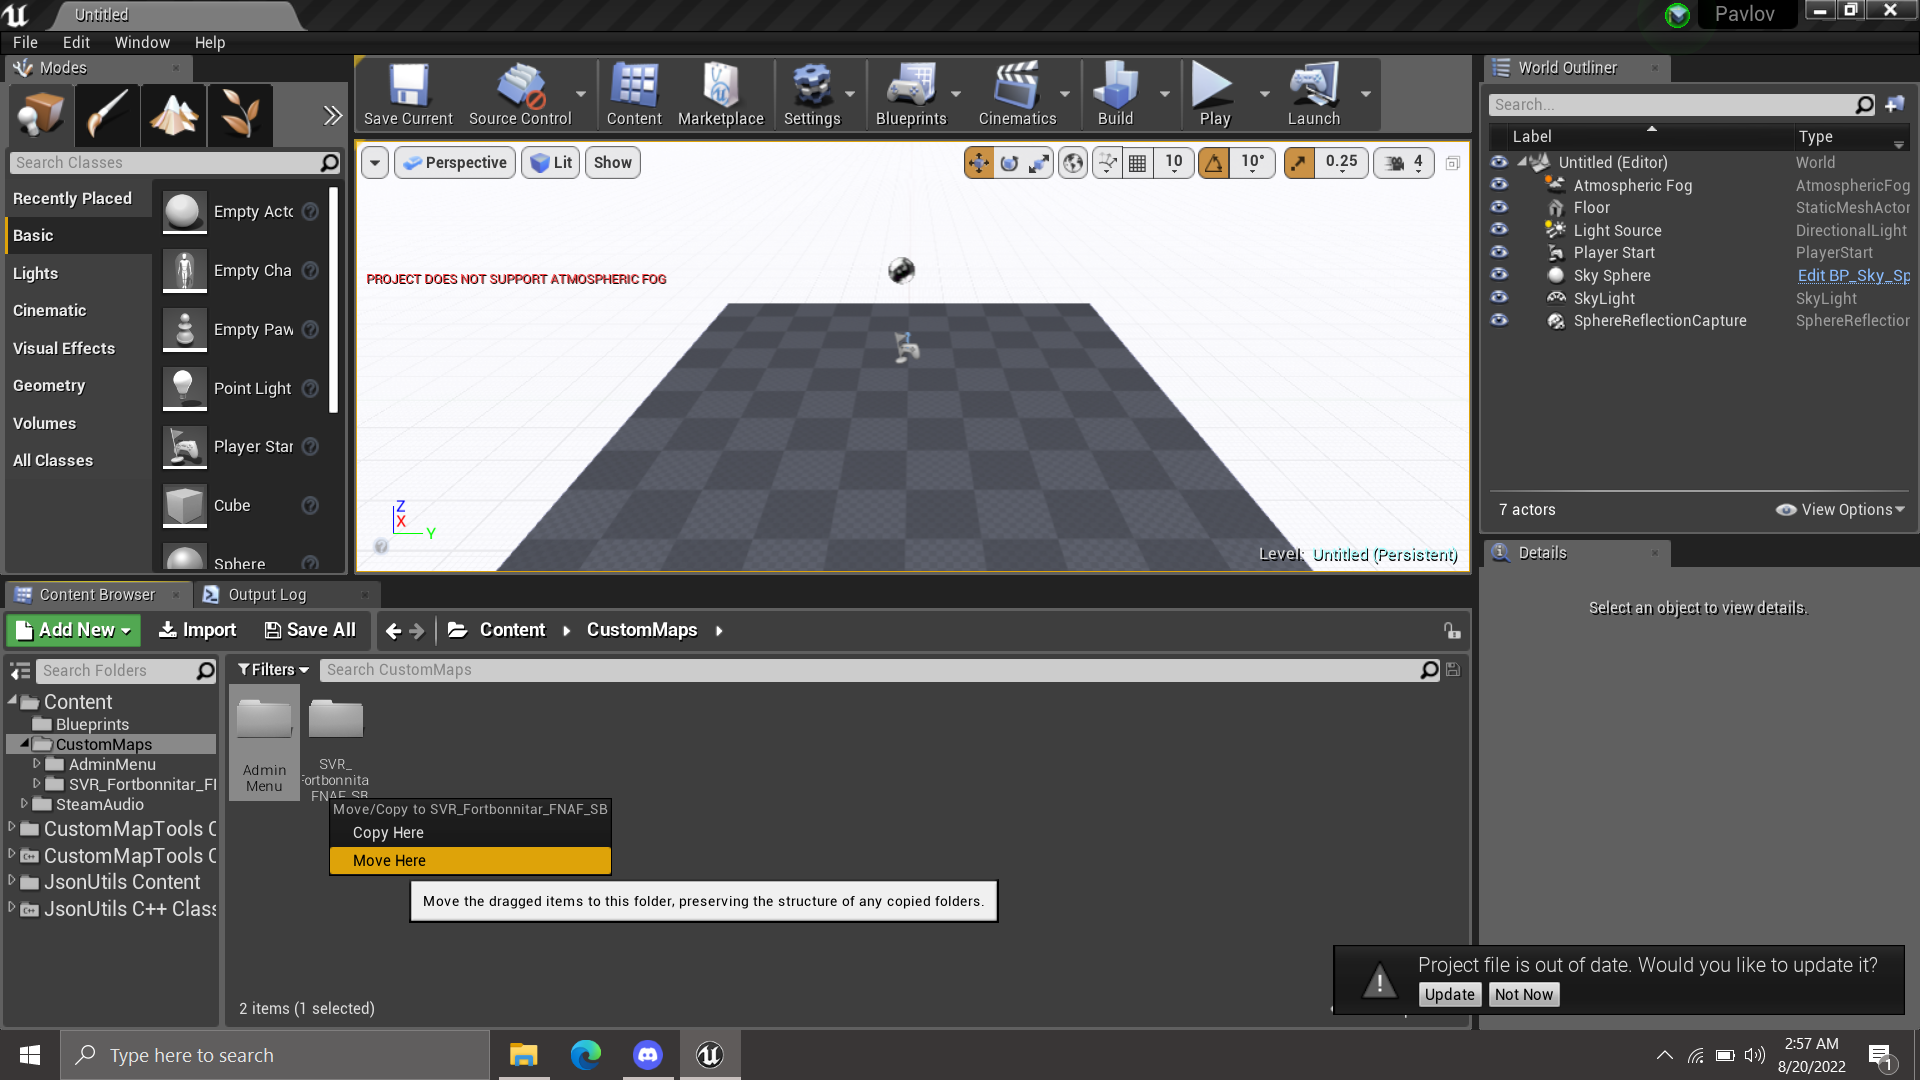 Untitled
Pavlov
File Edit Window Help
Modes
Search Classes
Recently Placed
Basic
Lights
Cinematic
Visual Effects
Geometry
Volumes
All Classes
Empty Acto
Empty Cha
Empty Paw
Point Light
Player Star
Cube
Sphere
Save Current
Source Control
Content
Marketplace
Settings
Blueprints
Cinematics
Build
Play
Launch
Perspective
Lit
Show
10
10°
0.25
4
PROJECT DOES NOT SUPPORT ATMOSPHERIC FOG
Z
X
Y
Level: Untitled (Persistent)
World Outliner
Search...
Label Type
Untitled (Editor) World
Atmospheric Fog AtmosphericFog
Floor StaticMeshActor
Light Source DirectionalLight
Player Start PlayerStart
Sky Sphere Edit BP_Sky_Sp
SkyLight SkyLight
SphereReflectionCapture SphereReflection
7 actors
View Options
Details
Select an object to view details.
Content Browser
Output Log
Add New
Import
Save All
Content
CustomMaps
Search Folders
Filters
Search CustomMaps
Content
Blueprints
CustomMaps
AdminMenu
SVR_Fortbonnitar_F
SteamAudio
CustomMapTools C
CustomMapTools C
JsonUtils Content
JsonUtils C++ Class
Admin
Menu
SVR_
Fortbonnitar_
FNAF_SB
Move/Copy to SVR_Fortbonnitar_FNAF_SB
Copy Here
Move Here
Move the dragged items to this folder, preserving the structure of any copied folders.
2 items (1 selected)
Project file is out of date. Would you like to update it?
Update
Not Now
Type here to search
2:57 AM
8/20/2022
1